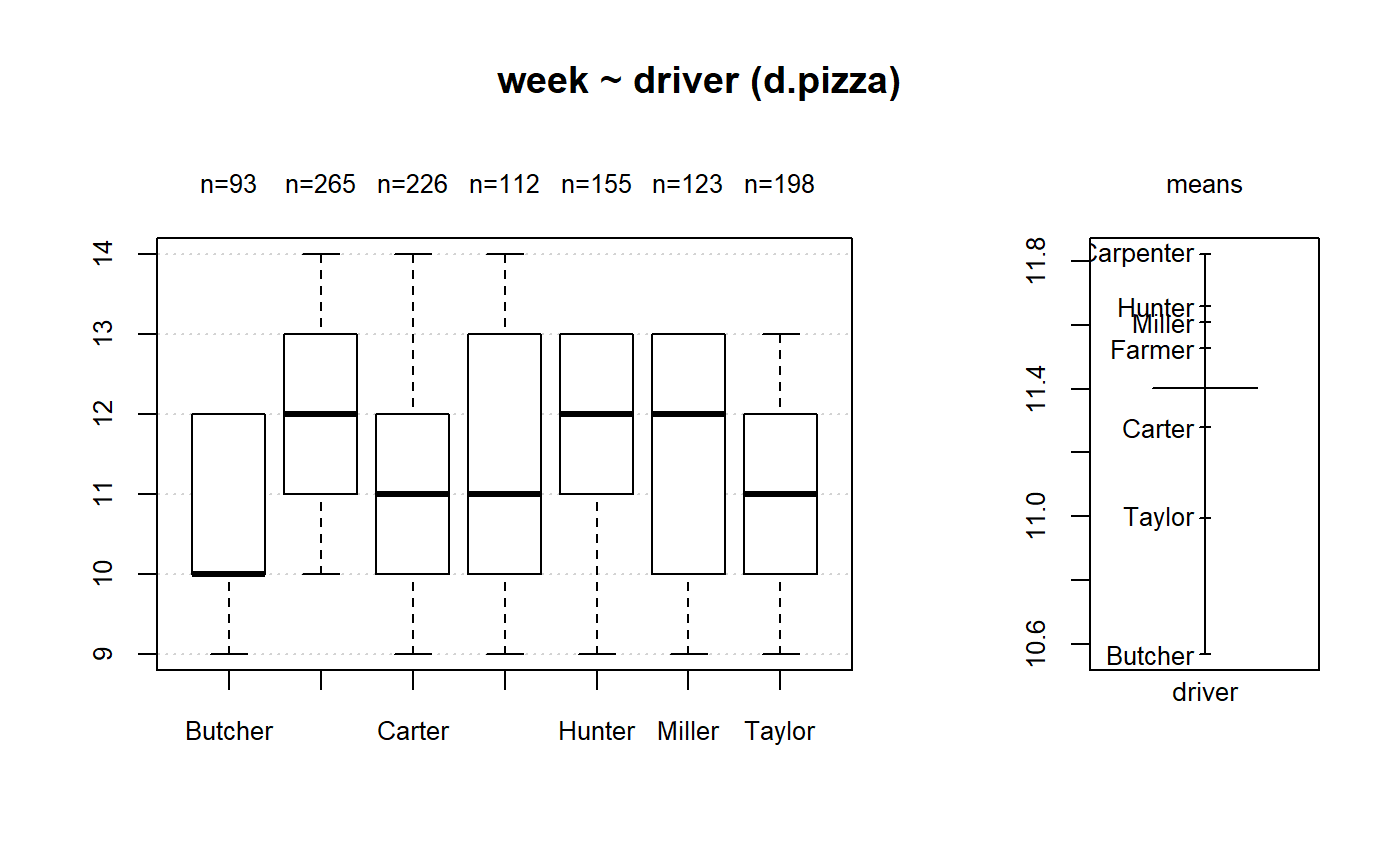 week ~ driver (d.pizza)
n=93 n=265 n=226 n=112 n=155 n=123 n=198
14
13
12
11
10
9
Butcher Carter Hunter Miller Taylor
means
11.8
11.4
11.0
10.6
Carpenter
Hunter
Miller
Farmer
Carter
Taylor
Butcher
driver